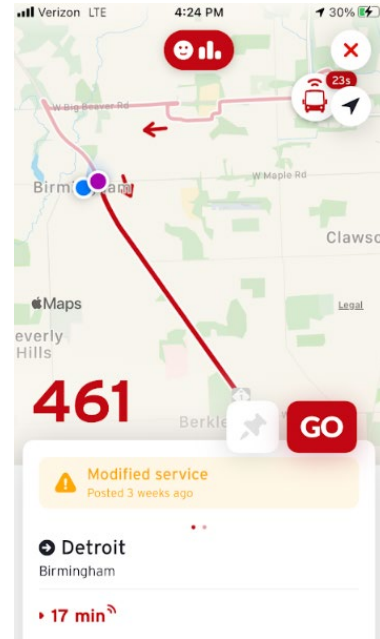 Verizon LTE 4:24 PM 30%
W Big Beaver Rd
23s
W Maple Rd
Birmingham
Clawso
Maps
Legal
everly
Hills
461
Berkle
GO
Modified service
Posted 3 weeks ago
Detroit
Birmingham
17 min